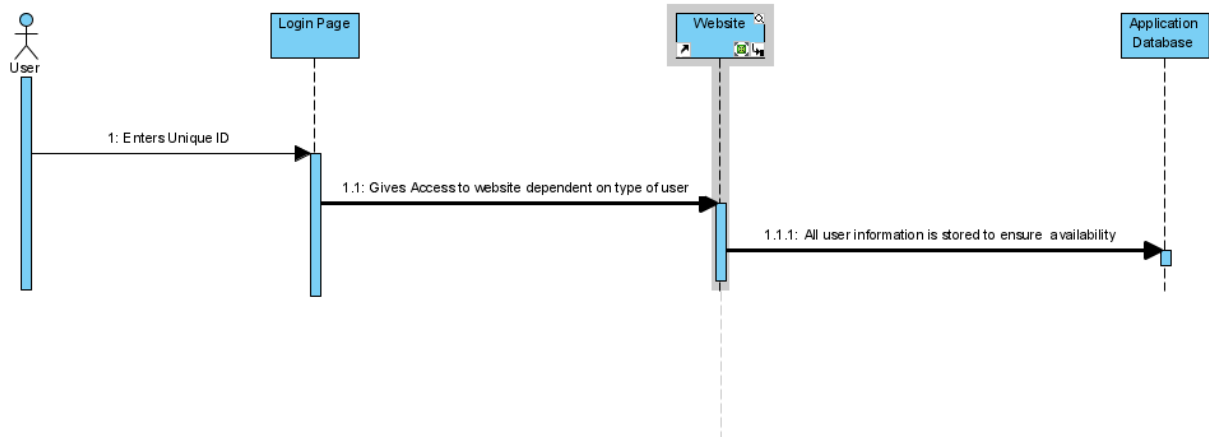 Login Page
Website
Application
Database
User
1: Enters Unique ID
1.1: Gives Access to website dependent on type of user
1.1.1: All user information is stored to ensure availability